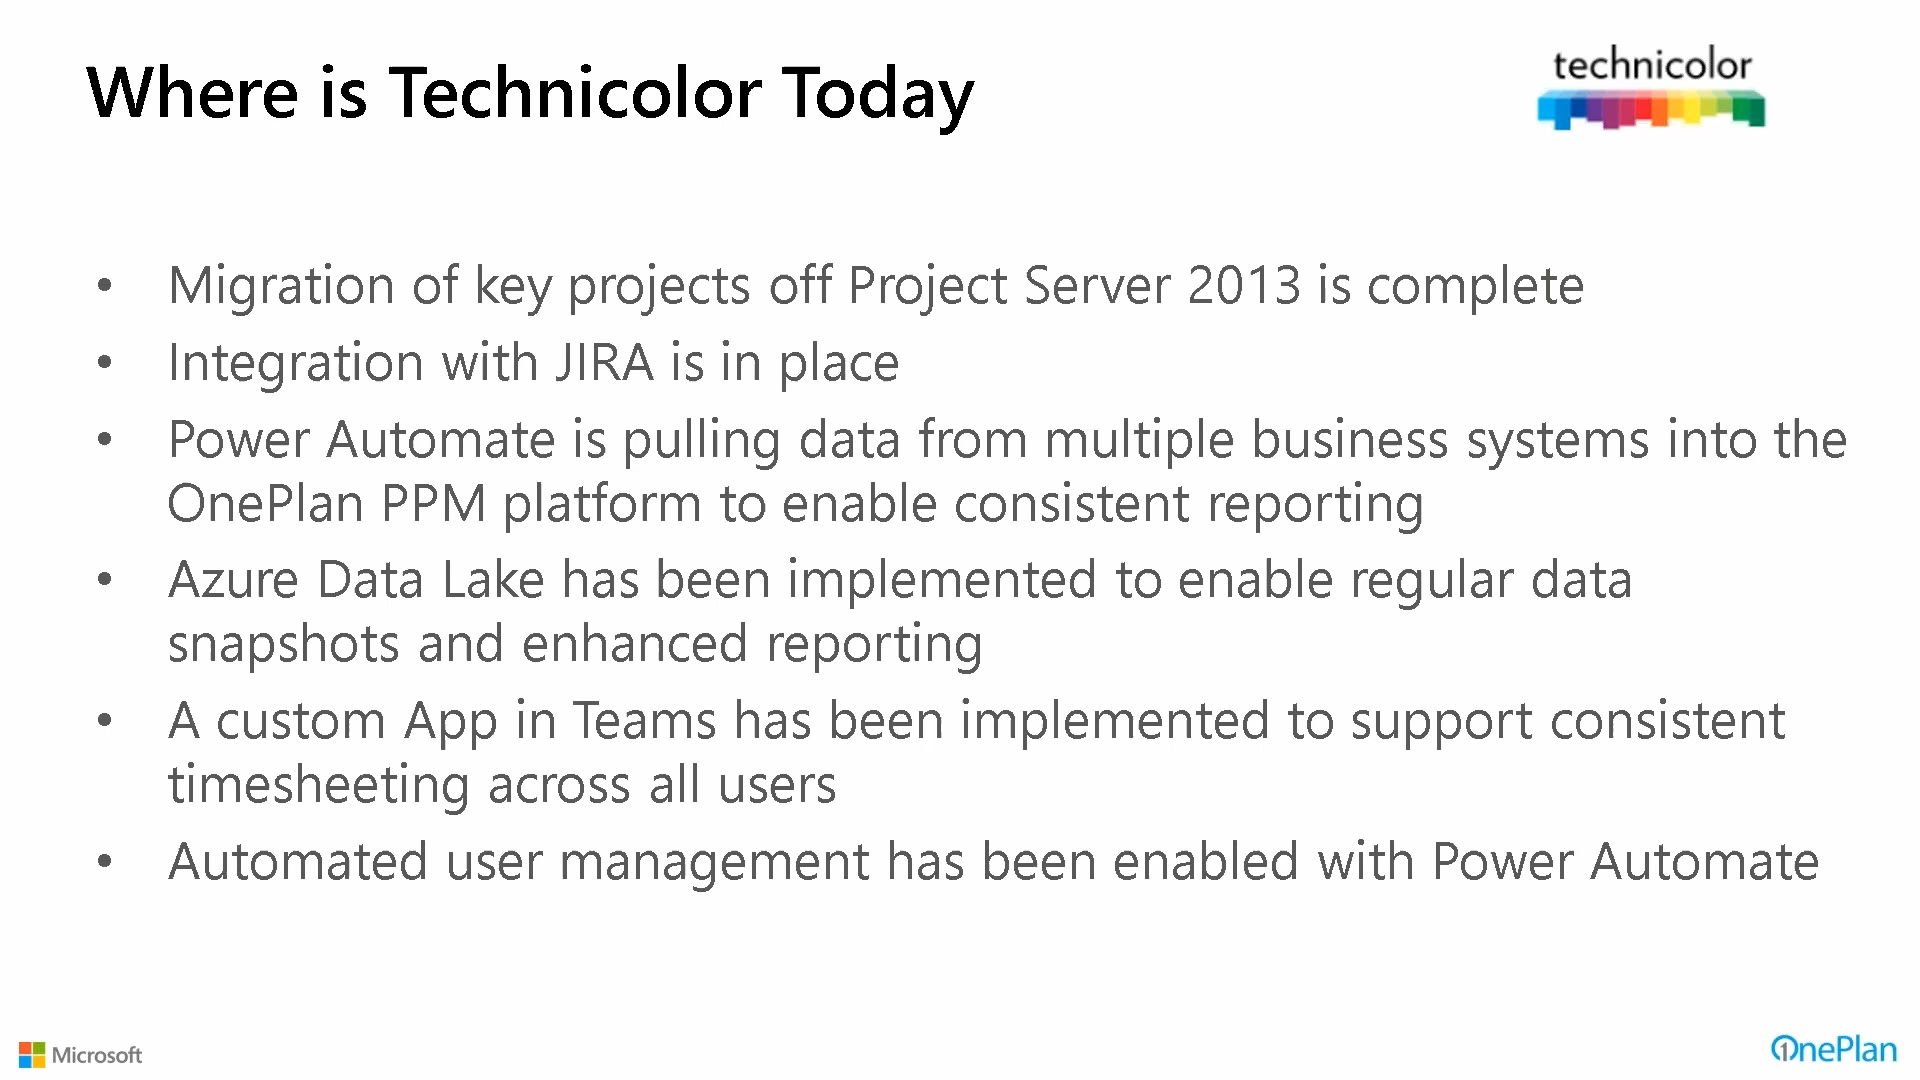 Where is Technicolor Today
technicolor
• Migration of key projects off Project Server 2013 is complete
• Integration with JIRA is in place
• Power Automate is pulling data from multiple business systems into the
OnePlan PPM platform to enable consistent reporting
• Azure Data Lake has been implemented to enable regular data
snapshots and enhanced reporting
• A custom App in Teams has been implemented to support consistent
timesheeting across all users
• Automated user management has been enabled with Power Automate
Microsoft
OnePlan